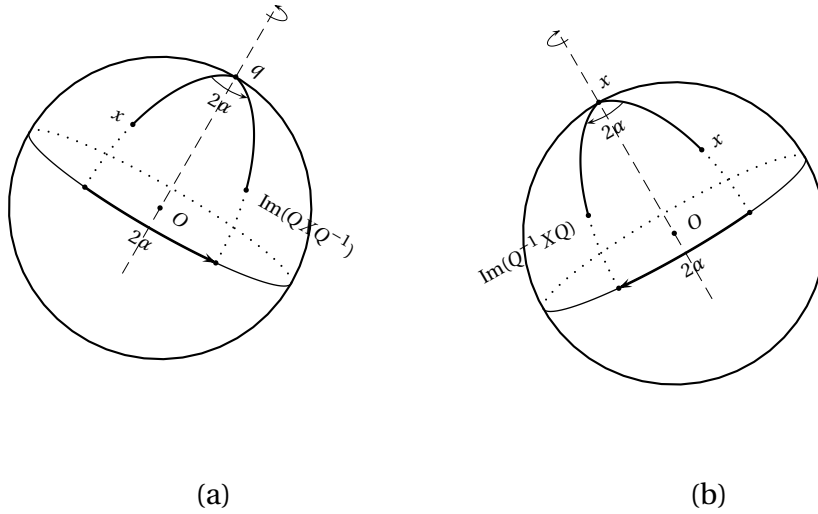 q
2α
x
O
Im(QXQ⁻¹)
2α
(a)
x
2α
x
O
Im(Q⁻¹XQ)
2α
(b)